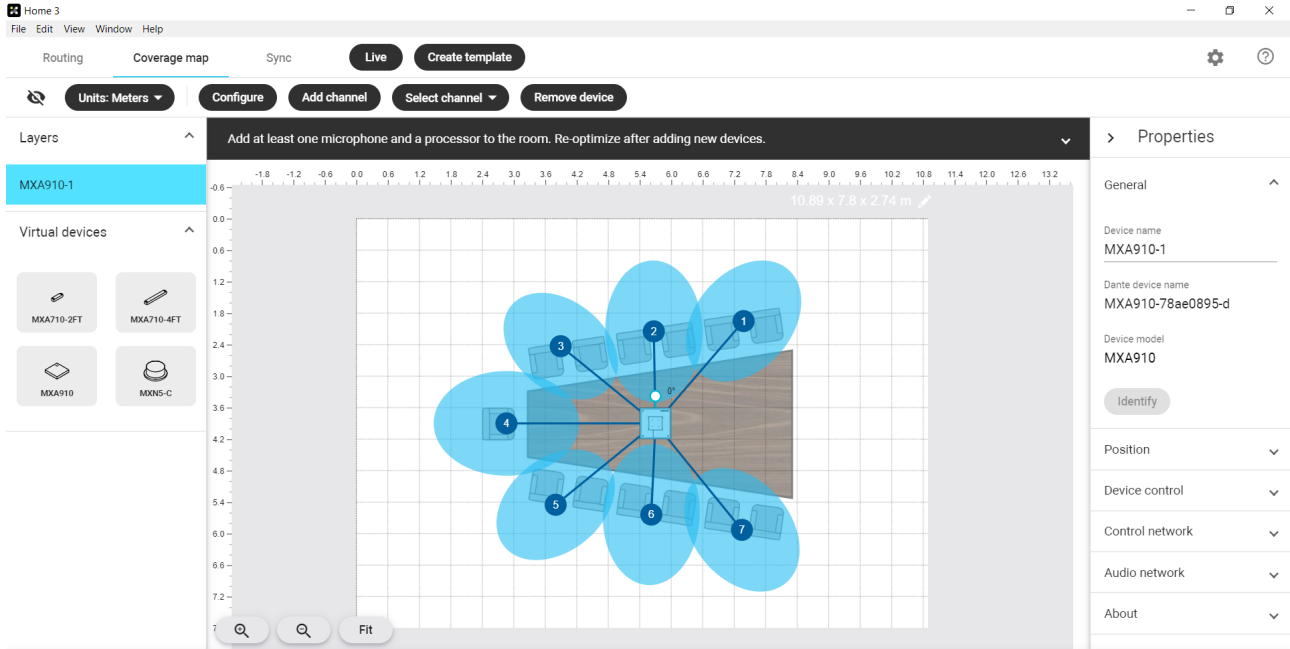 Home 3
File Edit View Window Help
Routing Coverage map Sync Live Create template
Units: Meters Configure Add channel Select channel Remove device
Layers
Add at least one microphone and a processor to the room. Re-optimize after adding new devices.
Properties
-1.8 -1.2 -0.6 0.0 0.6 1.2 1.8 2.4 3.0 3.6 4.2 4.8 5.4 6.0 6.6 7.2 7.8 8.4 9.0 9.6 10.2 10.8 11.4 12.0 12.6 13.2
MXA910-1
-0.6
General
10.89 x 7.8 x 2.74 m
0.0
Virtual devices
Device name
MXA910-1
0.6
1.2
Dante device name
MXA910-78ae0895-d
MXA710-2FT MXA710-4FT
1.8
1
2
3
2.4
Device model
MXA910
3.0
0°
MXA910 MXN5-C
Identify
3.6
4
4.2
Position
4.8
Device control
5.4
5
6
7
6.0
Control network
6.6
Audio network
7.2
About
7
Fit